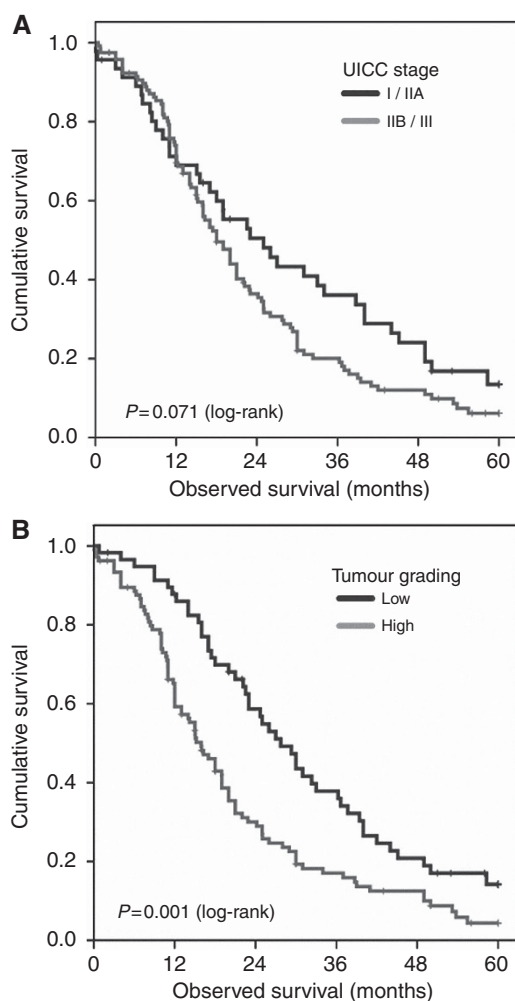 A
1.0
0.8
0.6
0.4
0.2
0.0
Cumulative survival
UICC stage
I / IIA
IIB / III
P=0.071 (log-rank)
0 12 24 36 48 60
Observed survival (months)
B
1.0
0.8
0.6
0.4
0.2
0.0
Cumulative survival
Tumour grading
Low
High
P=0.001 (log-rank)
0 12 24 36 48 60
Observed survival (months)